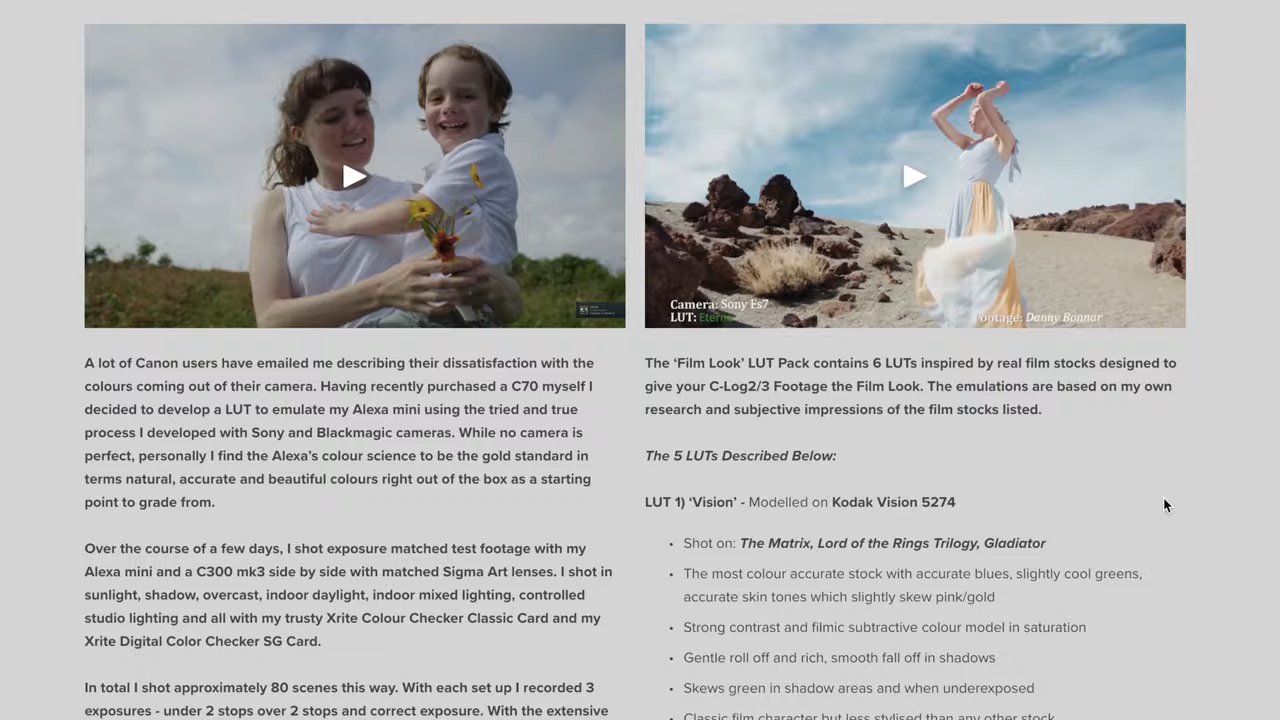 Camera: Sony Fs7
LUT: Eterna
Footage: Danny Bonnar
A lot of Canon users have emailed me describing their dissatisfaction with the
colours coming out of their camera. Having recently purchased a C70 myself I
decided to develop a LUT to emulate my Alexa mini using the tried and true
process I developed with Sony and Blackmagic cameras. While no camera is
perfect, personally I find the Alexa’s colour science to be the gold standard in
terms natural, accurate and beautiful colours right out of the box as a starting
point to grade from.
Over the course of a few days, I shot exposure matched test footage with my
Alexa mini and a C300 mk3 side by side with matched Sigma Art lenses. I shot in
sunlight, shadow, overcast, indoor daylight, indoor mixed lighting, controlled
studio lighting and all with my trusty Xrite Colour Checker Classic Card and my
Xrite Digital Color Checker SG Card.
In total I shot approximately 80 scenes this way. With each set up I recorded 3
exposures - under 2 stops over 2 stops and correct exposure. With the extensive
The ‘Film Look’ LUT Pack contains 6 LUTs inspired by real film stocks designed to
give your C-Log2/3 Footage the Film Look. The emulations are based on my own
research and subjective impressions of the film stocks listed.
The 5 LUTs Described Below:
LUT 1) ‘Vision’ - Modelled on Kodak Vision 5274
• Shot on: The Matrix, Lord of the Rings Trilogy, Gladiator
• The most colour accurate stock with accurate blues, slightly cool greens,
accurate skin tones which slightly skew pink/gold
• Strong contrast and filmic subtractive colour model in saturation
• Gentle roll off and rich, smooth fall off in shadows
• Skews green in shadow areas and when underexposed
• Classic film character but less stylised than any other stock